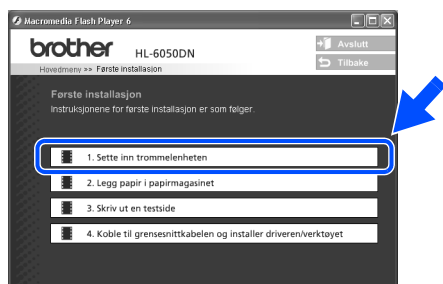 Macromedia Flash Player 6
brother HL-6050DN
Avslutt
Tilbake
Hovedmeny >> Første installasion
Første installasjon
Instruksjonene for første installasjon er som følger.
1. Sette inn trommelenheten
2. Legg papir i papirmagasinet
3. Skriv ut en testside
4. Koble til grensesnittkabelen og installer driveren/verktøyet